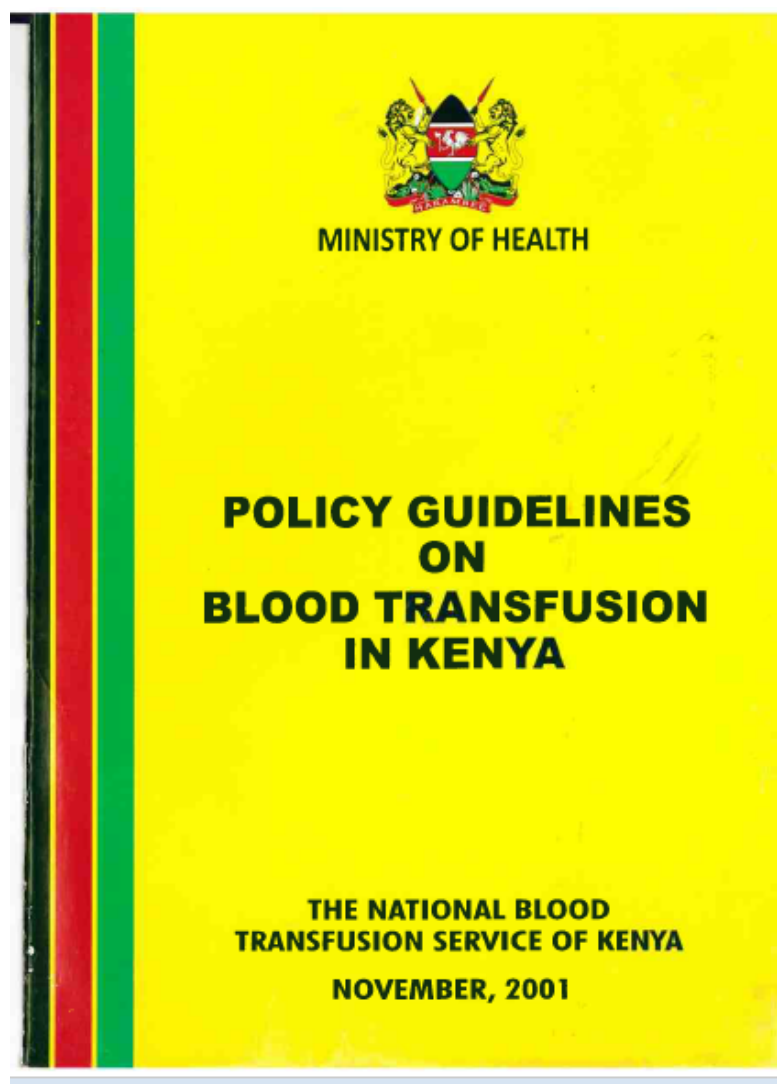 HARAMBEE
MINISTRY OF HEALTH
POLICY GUIDELINES
ON
BLOOD TRANSFUSION
IN KENYA
THE NATIONAL BLOOD
TRANSFUSION SERVICE OF KENYA
NOVEMBER, 2001